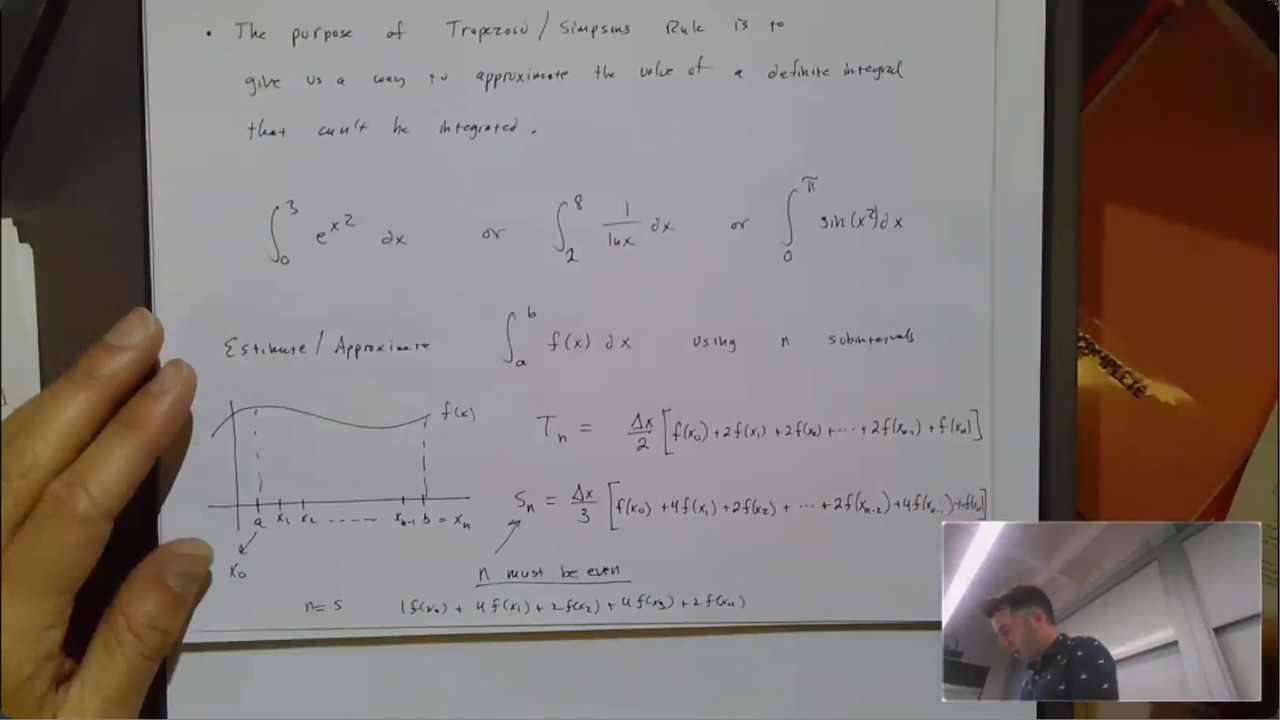 • The purpose of Trapezoid / Simpsons Rule is to
give us a way to approximate the value of a definite integral
that can't be integrated.
∫₀³ e^x² dx or ∫₂⁸ 1/lnx dx or ∫₀^π sin(x²)dx
Estimate / Approximate ∫ₐᵇ f(x) dx using n subintervals
f(x)
Tₙ = Δx/2 [f(x₀) + 2f(x₁) + 2f(x₂) + ··· + 2f(xₙ₋₁) + f(xₙ)]
Sₙ = Δx/3 [f(x₀) + 4f(x₁) + 2f(x₂) + ··· + 2f(xₙ₋₂) + 4f(xₙ₋₁) + f(xₙ)]
a x₁ x₂ ----- xₙ₋₁ b = xₙ
x₀
n must be even
n = 5 1f(x₀) + 4f(x₁) + 2f(x₂) + 4f(x₃) + 2f(x₄)
COMPLETE